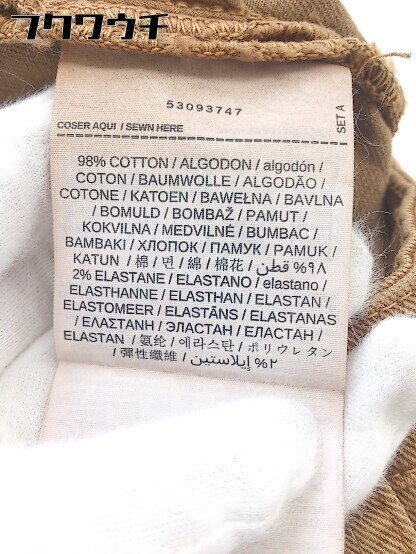 フクワウチ
53093747
COSER AQUI / SEWN HERE
SET A
98% COTTON / ALGODON / algodón /
COTON / BAUMWOLLE / ALGODÃO /
COTONE / KATOEN / BAWEŁNA / BAVLNA
/ BOMULD / BOMBAŽ / PAMUT /
KOKVILNA / MEDVILNĖ / BUMBAC /
BAMBAKI / ХЛОПОК / ПАМУК / PAMUK /
KATUN / 棉 / 면 / 綿 / 棉花 / قطن %٩٨
2% ELASTANE / ELASTANO / elastano /
ELASTHANNE / ELASTHAN / ELASTAN /
ELASTOMEER / ELASTĀNS / ELASTANAS
/ ΕΛΑΣΤΑΝΗ / ЭЛАСТАН / ЕЛАСТАН /
ELASTAN / 氨纶 / 에라스탄 / ポリウレタン
/ 彈性纖維 / إيلاستين %٢